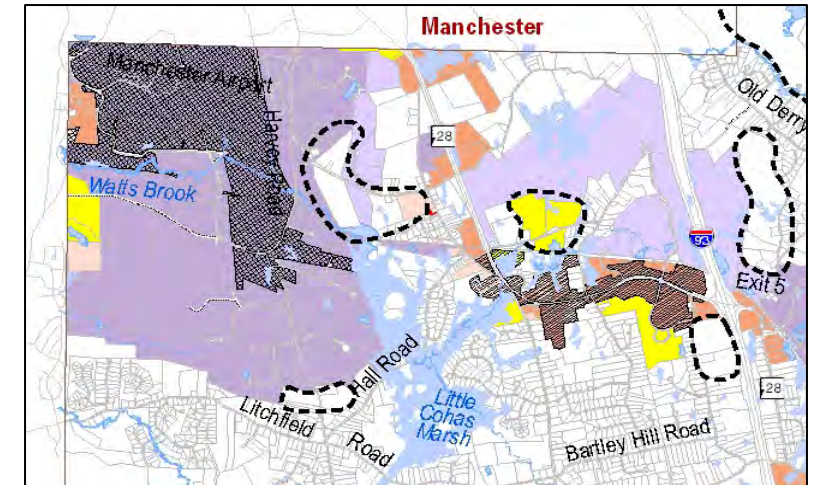 Manchester
Manchester Airport
Old Derry
28
Harvey Road
Watts Brook
93
Exit 5
Hall Road
28
Litchfield
Road
Little
Cohas
Marsh
Bartley Hill Road